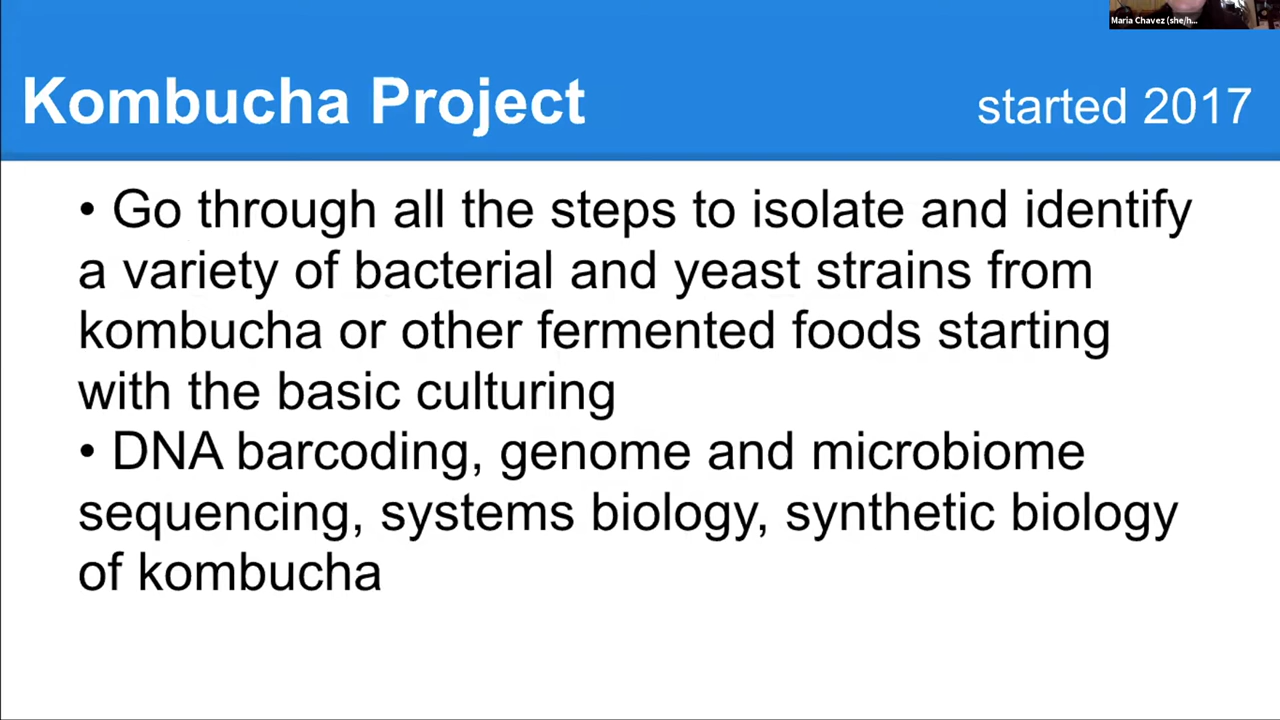 Maria Chavez (she/h...
Kombucha Project
started 2017
• Go through all the steps to isolate and identify
a variety of bacterial and yeast strains from
kombucha or other fermented foods starting
with the basic culturing
• DNA barcoding, genome and microbiome
sequencing, systems biology, synthetic biology
of kombucha